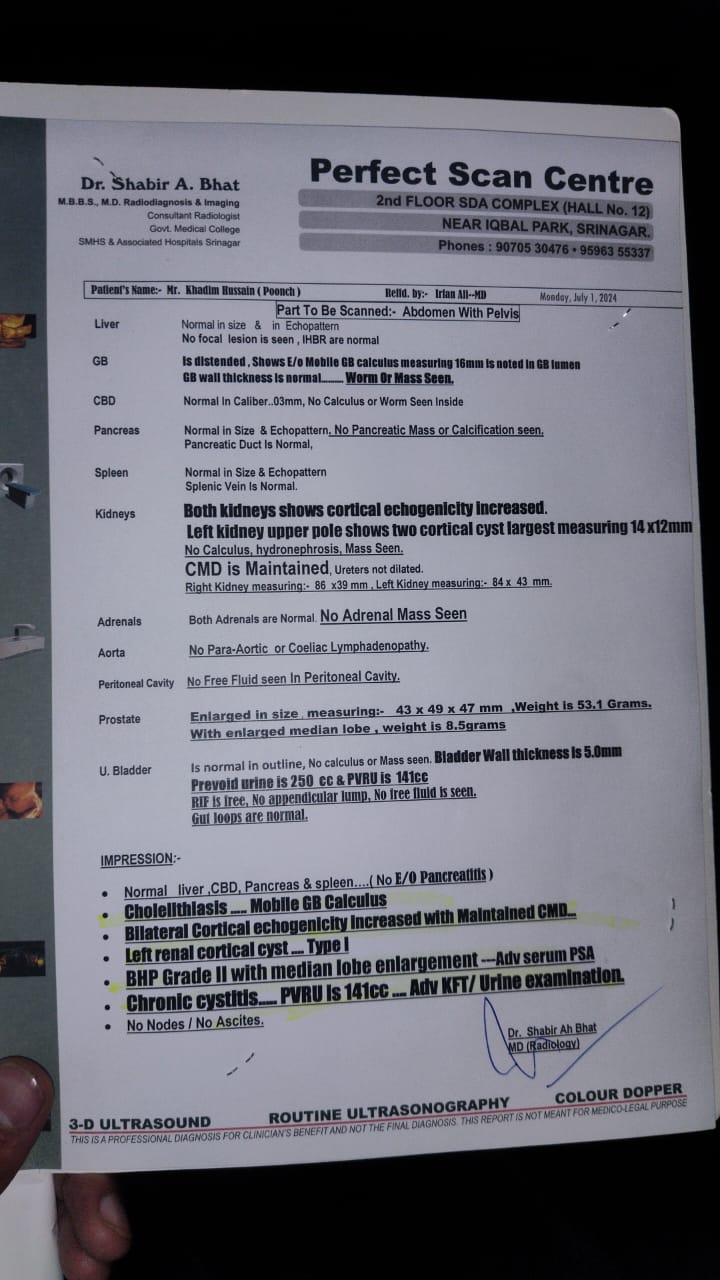 Dr. Shabir A. Bhat
M.B.B.S., M.D. Radiodiagnosis & Imaging
Consultant Radiologist
Govt. Medical College
SMHS & Associated Hospitals Srinagar
Perfect Scan Centre
2nd FLOOR SDA COMPLEX (HALL No. 12)
NEAR IQBAL PARK, SRINAGAR.
Phones : 90705 30476 • 95963 55337
Patient's Name:- Mr. Khadim Hussain ( Poonch ) Refd. by:- Irfan Ali--MD Monday, July 1, 2024
Part To Be Scanned:- Abdomen With Pelvis
Liver Normal in size & in Echopattern
No focal lesion is seen , IHBR are normal
GB Is distended , Shows E/o Mobile GB calculus measuring 16mm is noted in GB lumen
GB wall thickness is normal......... Worm Or Mass Seen.
CBD Normal In Caliber..03mm, No Calculus or Worm Seen Inside
Pancreas Normal in Size & Echopattern. No Pancreatic Mass or Calcification seen.
Pancreatic Duct Is Normal,
Spleen Normal in Size & Echopattern
Splenic Vein Is Normal.
Kidneys Both kidneys shows cortical echogenicity Increased.
Left kidney upper pole shows two cortical cyst largest measuring 14 x12mm
No Calculus, hydronephrosis, Mass Seen.
CMD is Maintained, Ureters not dilated.
Right Kidney measuring:- 86 x39 mm , Left Kidney measuring:- 84 x 43 mm.
Adrenals Both Adrenals are Normal. No Adrenal Mass Seen
Aorta No Para-Aortic or Coeliac Lymphadenopathy.
Peritoneal Cavity No Free Fluid seen In Peritoneal Cavity.
Prostate Enlarged in size , measuring:- 43 x 49 x 47 mm ,Weight is 53.1 Grams.
With enlarged median lobe , weight is 8.5grams
U. Bladder Is normal in outline, No calculus or Mass seen. Bladder Wall thickness is 5.0mm
Prevoid urine is 250 cc & PVRU is 141cc
RIF is free, No appendicular lump, No free fluid is seen.
Gut loops are normal.
IMPRESSION:-
• Normal liver ,CBD, Pancreas & spleen....( No E/O Pancreatitis )
• Cholelithiasis ..... Mobile GB Calculus
• Bilateral Cortical echogenicity Increased with Maintained CMD...
• Left renal cortical cyst .... Type I
• BHP Grade II with median lobe enlargement ---Adv serum PSA
• Chronic cystitis..... PVRU Is 141cc .... Adv KFT/ Urine examination.
• No Nodes / No Ascites.
Dr. Shabir Ah Bhat
MD (Radiology)
3-D ULTRASOUND ROUTINE ULTRASONOGRAPHY COLOUR DOPPER
THIS IS A PROFESSIONAL DIAGNOSIS FOR CLINICIAN'S BENEFIT AND NOT THE FINAL DIAGNOSIS. THIS REPORT IS NOT MEANT FOR MEDICO-LEGAL PURPOSE